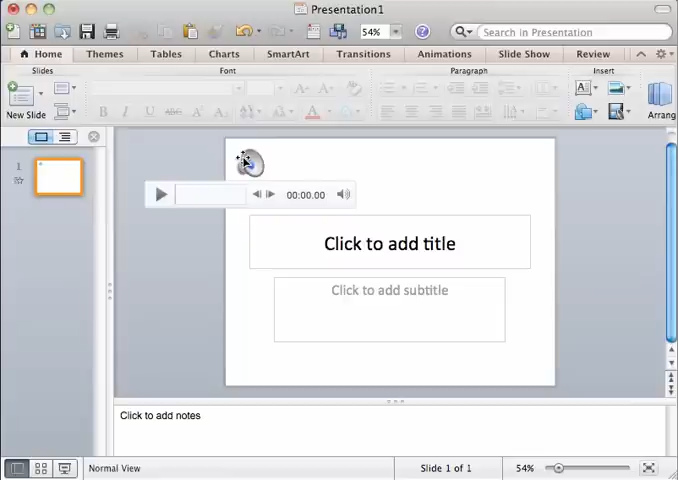 Presentation1
54%
Search in Presentation
Home
Themes
Tables
Charts
SmartArt
Transitions
Animations
Slide Show
Review
Slides
Font
Paragraph
Insert
New Slide
B I U ABC
Arrang
1
00:00.00
Click to add title
Click to add subtitle
Click to add notes
Normal View
Slide 1 of 1
54%